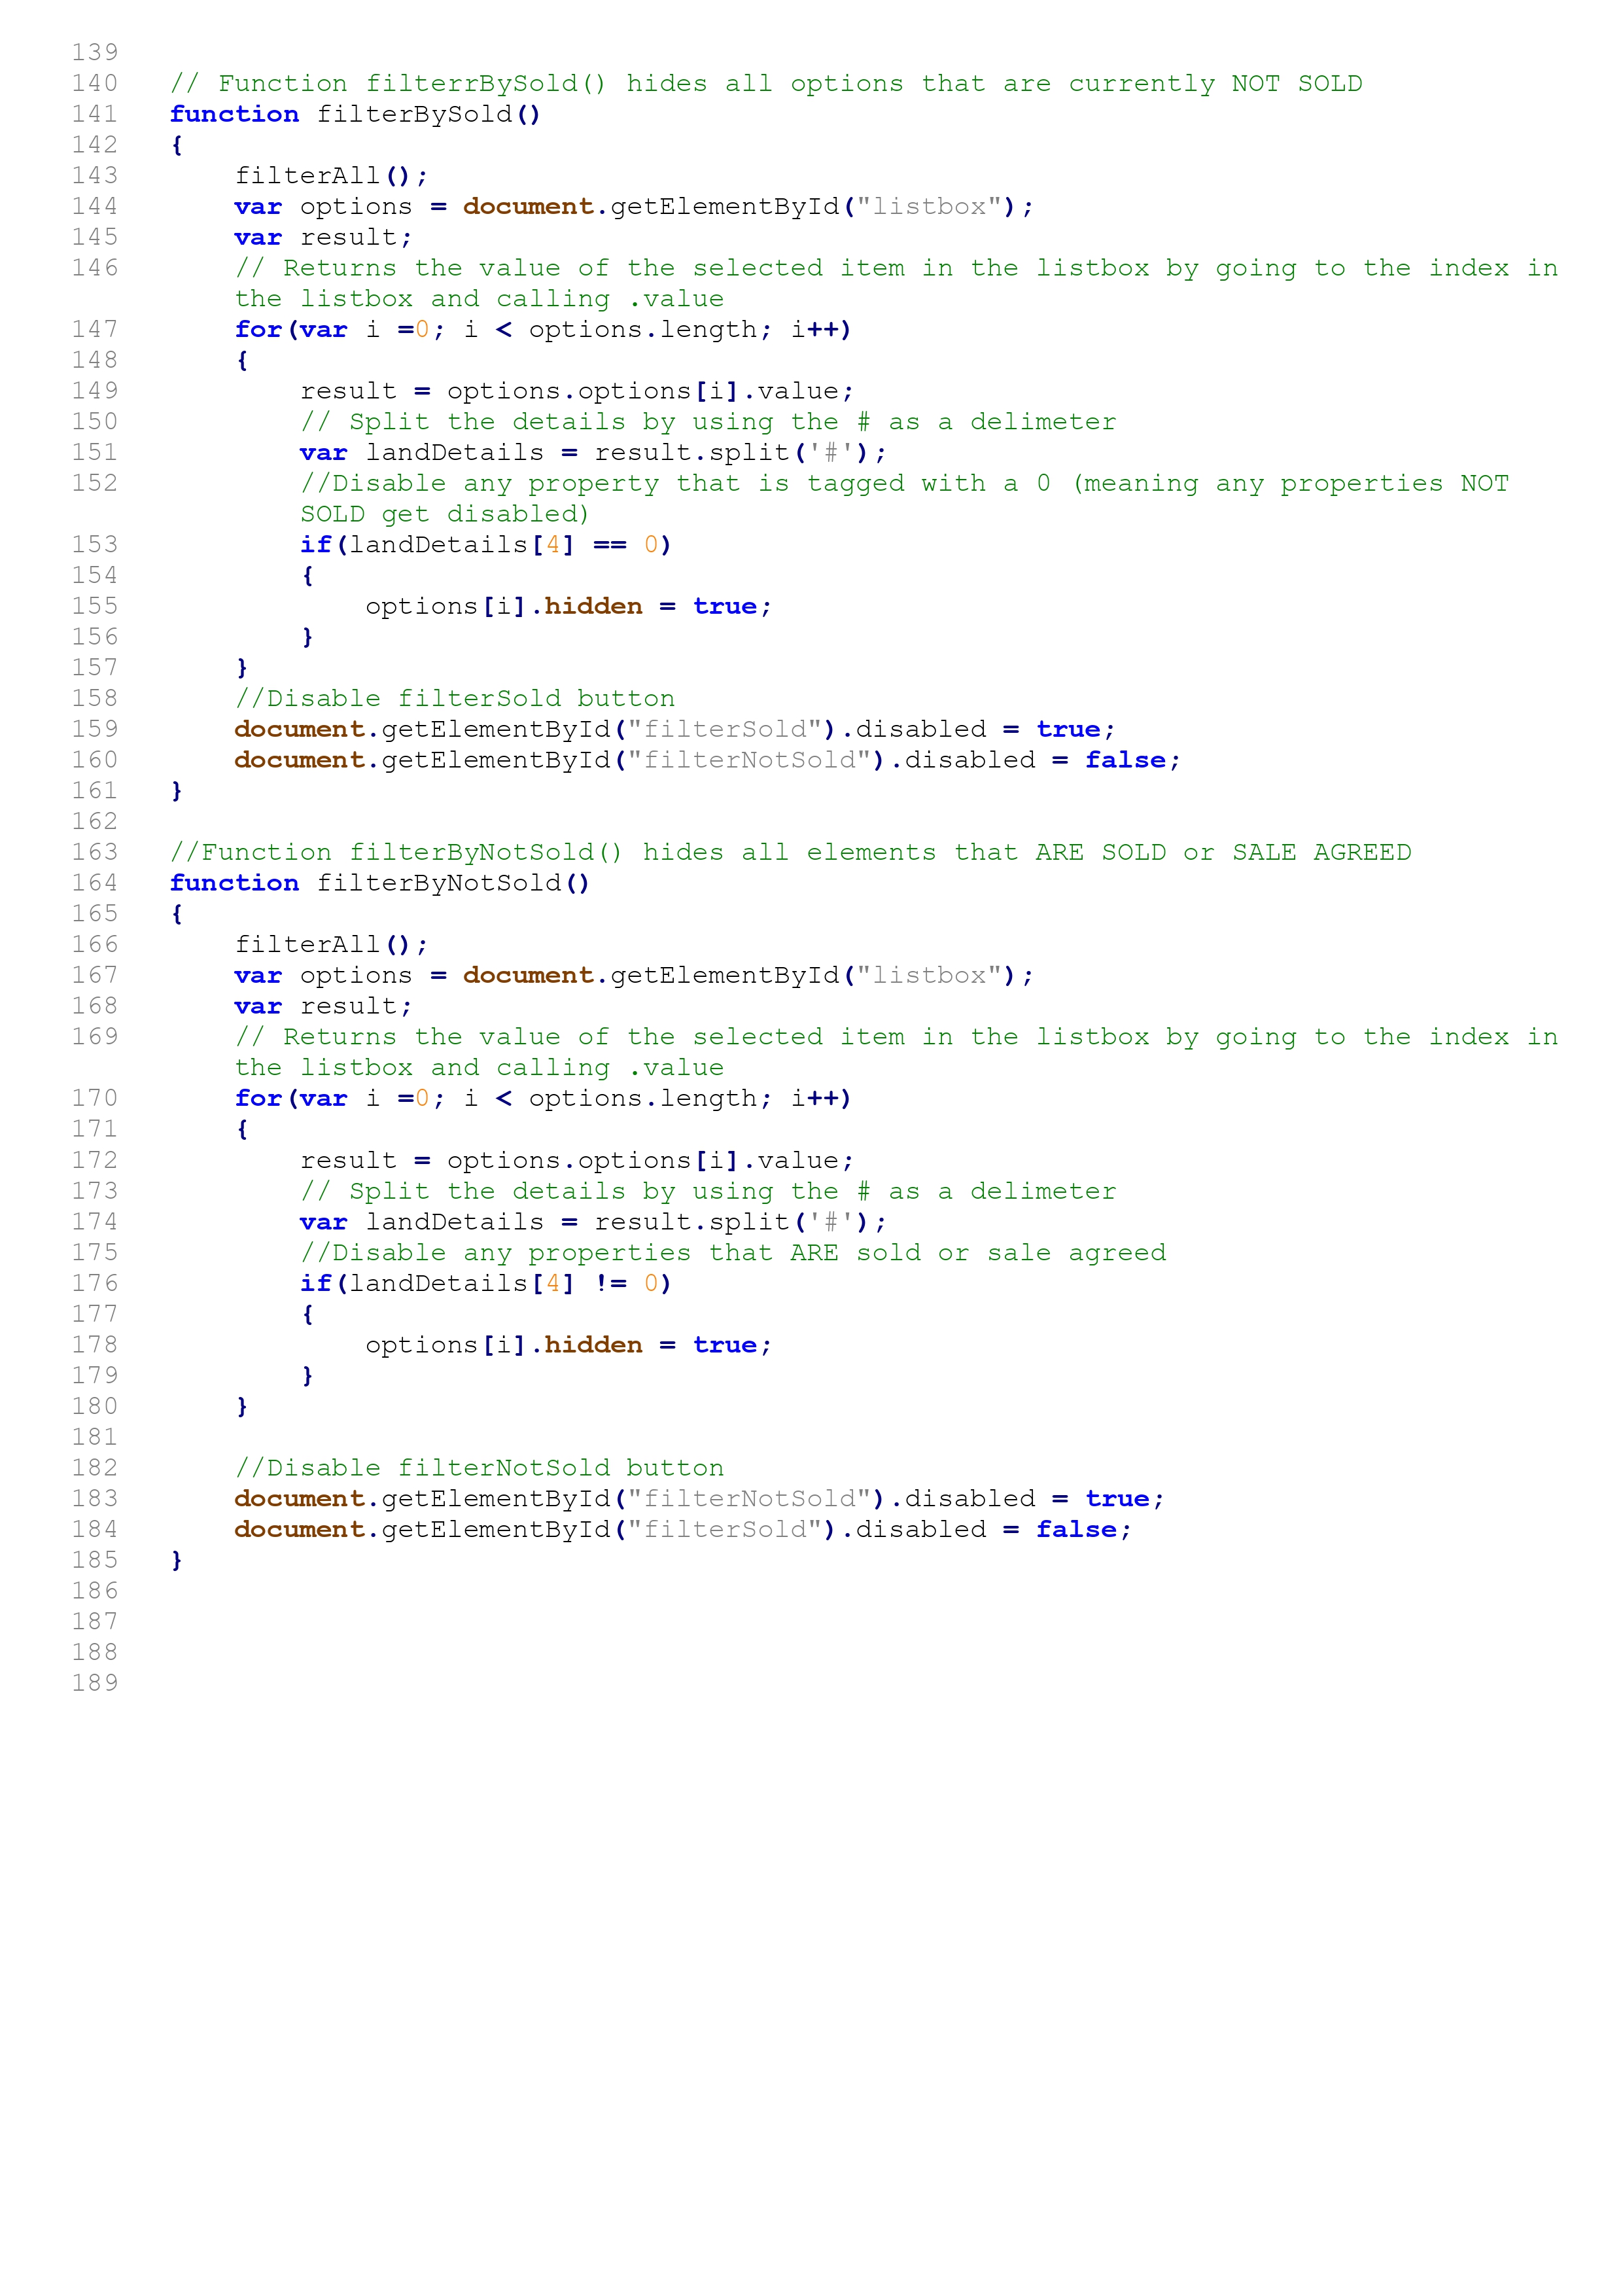 139
140 // Function filterrBySold() hides all options that are currently NOT SOLD
141 function filterBySold()
142 {
143 filterAll();
144 var options = document.getElementById("listbox");
145 var result;
146 // Returns the value of the selected item in the listbox by going to the index in
the listbox and calling .value
147 for(var i =0; i < options.length; i++)
148 {
149 result = options.options[i].value;
150 // Split the details by using the # as a delimeter
151 var landDetails = result.split('#');
152 //Disable any property that is tagged with a 0 (meaning any properties NOT
SOLD get disabled)
153 if(landDetails[4] == 0)
154 {
155 options[i].hidden = true;
156 }
157 }
158 //Disable filterSold button
159 document.getElementById("filterSold").disabled = true;
160 document.getElementById("filterNotSold").disabled = false;
161 }
162
163 //Function filterByNotSold() hides all elements that ARE SOLD or SALE AGREED
164 function filterByNotSold()
165 {
166 filterAll();
167 var options = document.getElementById("listbox");
168 var result;
169 // Returns the value of the selected item in the listbox by going to the index in
the listbox and calling .value
170 for(var i =0; i < options.length; i++)
171 {
172 result = options.options[i].value;
173 // Split the details by using the # as a delimeter
174 var landDetails = result.split('#');
175 //Disable any properties that ARE sold or sale agreed
176 if(landDetails[4] != 0)
177 {
178 options[i].hidden = true;
179 }
180 }
181
182 //Disable filterNotSold button
183 document.getElementById("filterNotSold").disabled = true;
184 document.getElementById("filterSold").disabled = false;
185 }
186
187
188
189